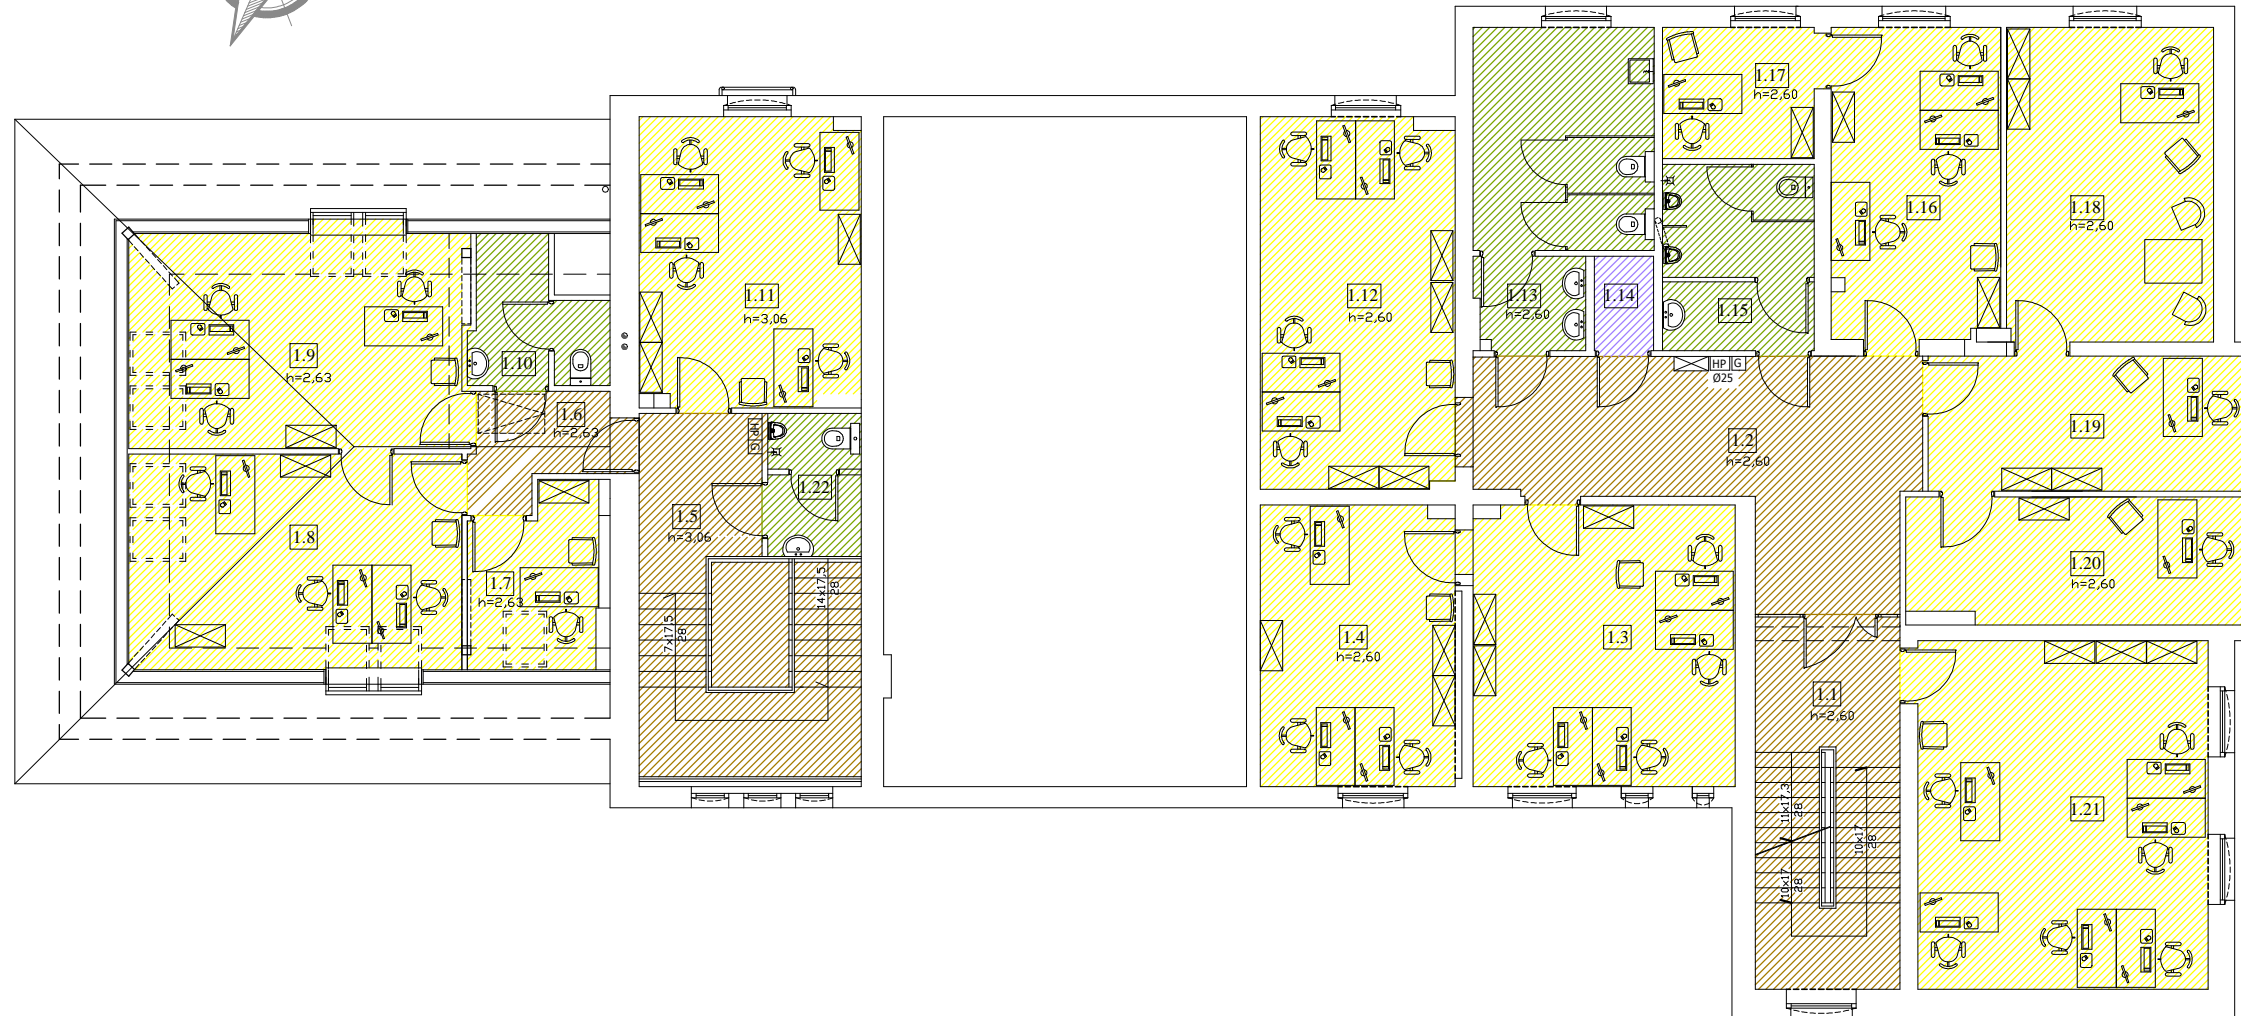 1.17
h=2,60
1.16
1.18
h=2,60
1.11
h=3,06
1.12
h=2,60
1.13
h=2,60
1.14
1.15
1.9
h=2,63
1.10
HP G
Ø25
1.6
h=2,63
HP G
1.2
h=2,60
1.19
1.22
1.5
h=3,06
1.8
1.7
h=2,63
14x17,5
28
7x17,5
28
1.20
h=2,60
1.4
h=2,60
1.3
1.1
h=2,60
11x17,3
28
10x17
28
10x17
28
1.21